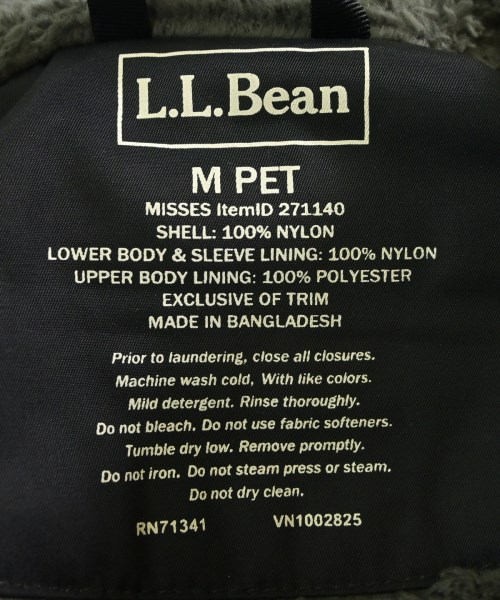 L.L.Bean
M PET
MISSES ItemID 271140
SHELL: 100% NYLON
LOWER BODY & SLEEVE LINING: 100% NYLON
UPPER BODY LINING: 100% POLYESTER
EXCLUSIVE OF TRIM
MADE IN BANGLADESH
Prior to laundering, close all closures.
Machine wash cold, With like colors.
Mild detergent. Rinse thoroughly.
Do not bleach. Do not use fabric softeners.
Tumble dry low. Remove promptly.
Do not iron. Do not steam press or steam.
Do not dry clean.
RN71341 VN1002825